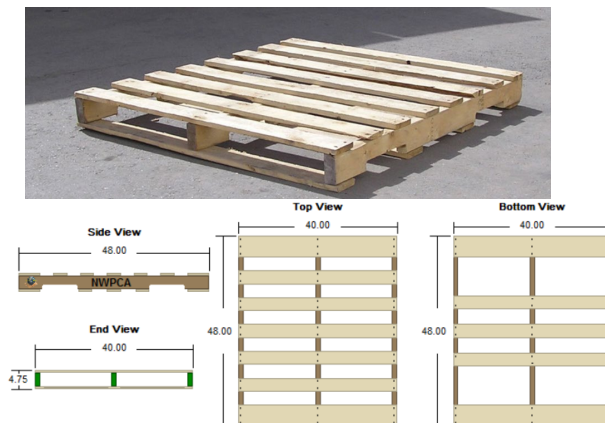 Top View
40.00
48.00
Bottom View
40.00
48.00
Side View
48.00
NWPCA
End View
40.00
4.75